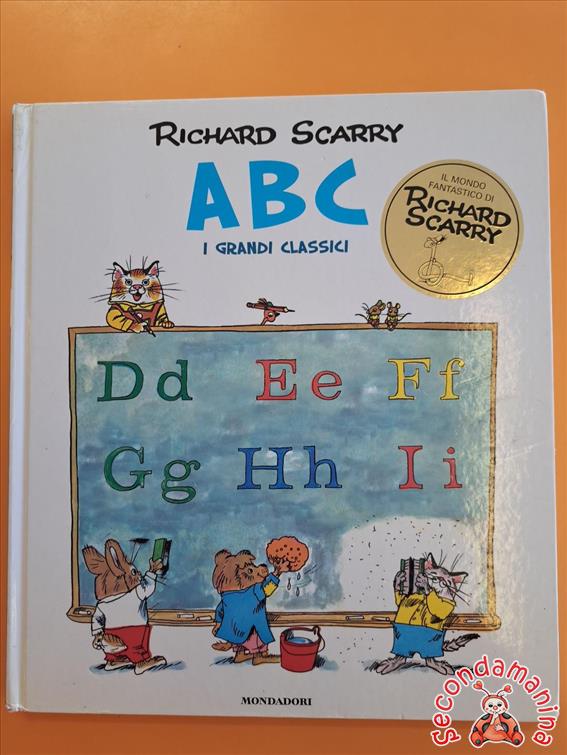 RICHARD SCARRY
ABC
I GRANDI CLASSICI
IL MONDO
FANTASTICO DI
RICHARD
SCARRY
Dd Ee Ff
Gg Hh Ii
MONDADORI
secondamanina